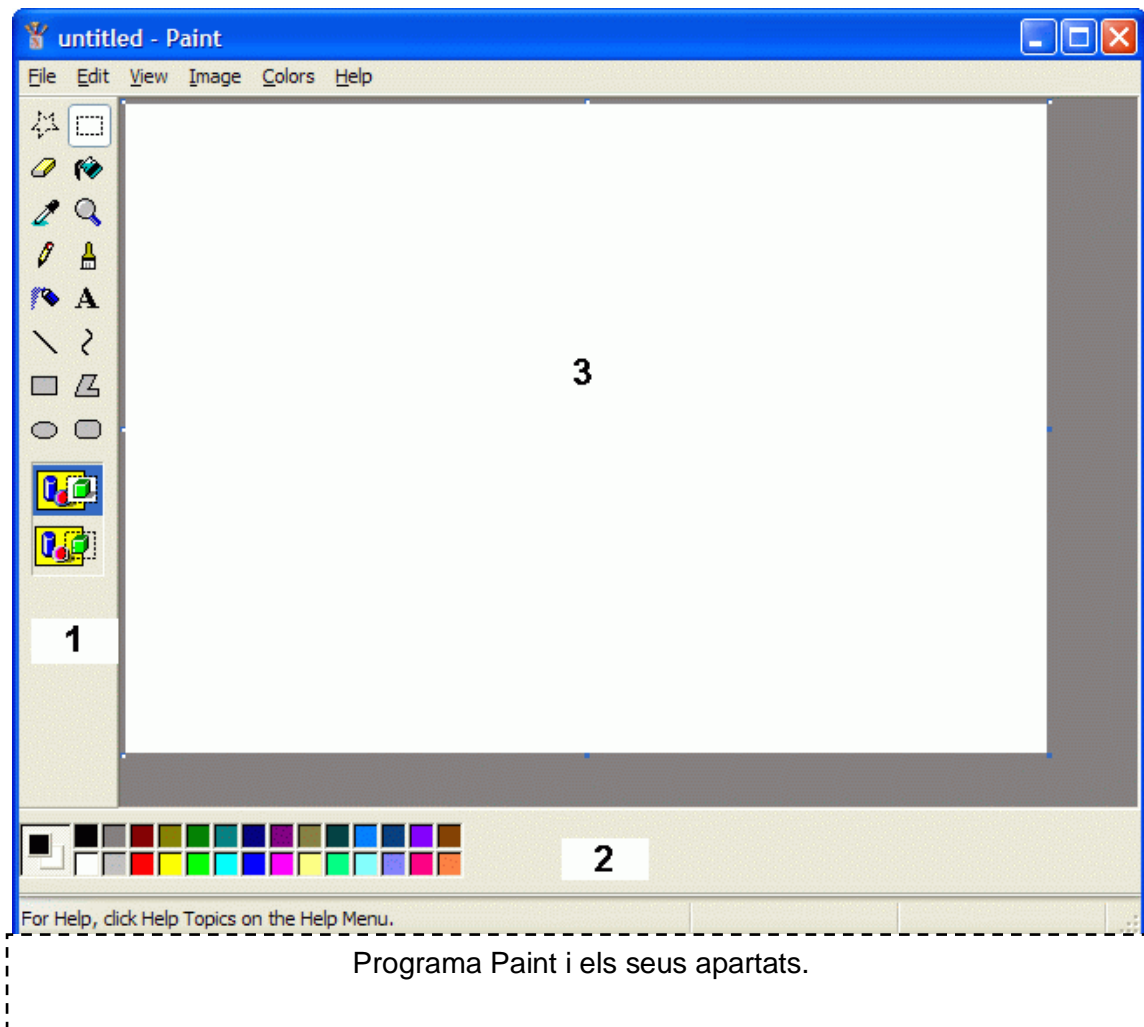 untitled - Paint
File Edit View Image Colors Help
A
3
1
2
For Help, click Help Topics on the Help Menu.
Programa Paint i els seus apartats.